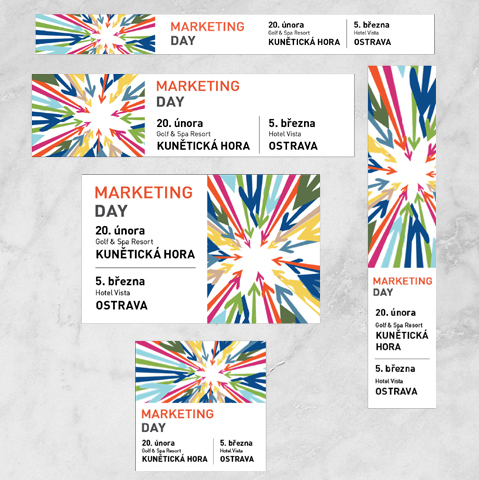 MARKETING
DAY
20. února
Golf & Spa Resort
KUNĚTICKÁ HORA
5. března
Hotel Vista
OSTRAVA
MARKETING
DAY
20. února
Golf & Spa Resort
KUNĚTICKÁ HORA
5. března
Hotel Vista
OSTRAVA
MARKETING
DAY
20. února
Golf & Spa Resort
KUNĚTICKÁ HORA
5. března
Hotel Vista
OSTRAVA
MARKETING
DAY
20. února
Golf & Spa Resort
KUNĚTICKÁ
HORA
5. března
Hotel Vista
OSTRAVA
MARKETING
DAY
20. února
Golf & Spa Resort
KUNĚTICKÁ HORA
5. března
Hotel Vista
OSTRAVA